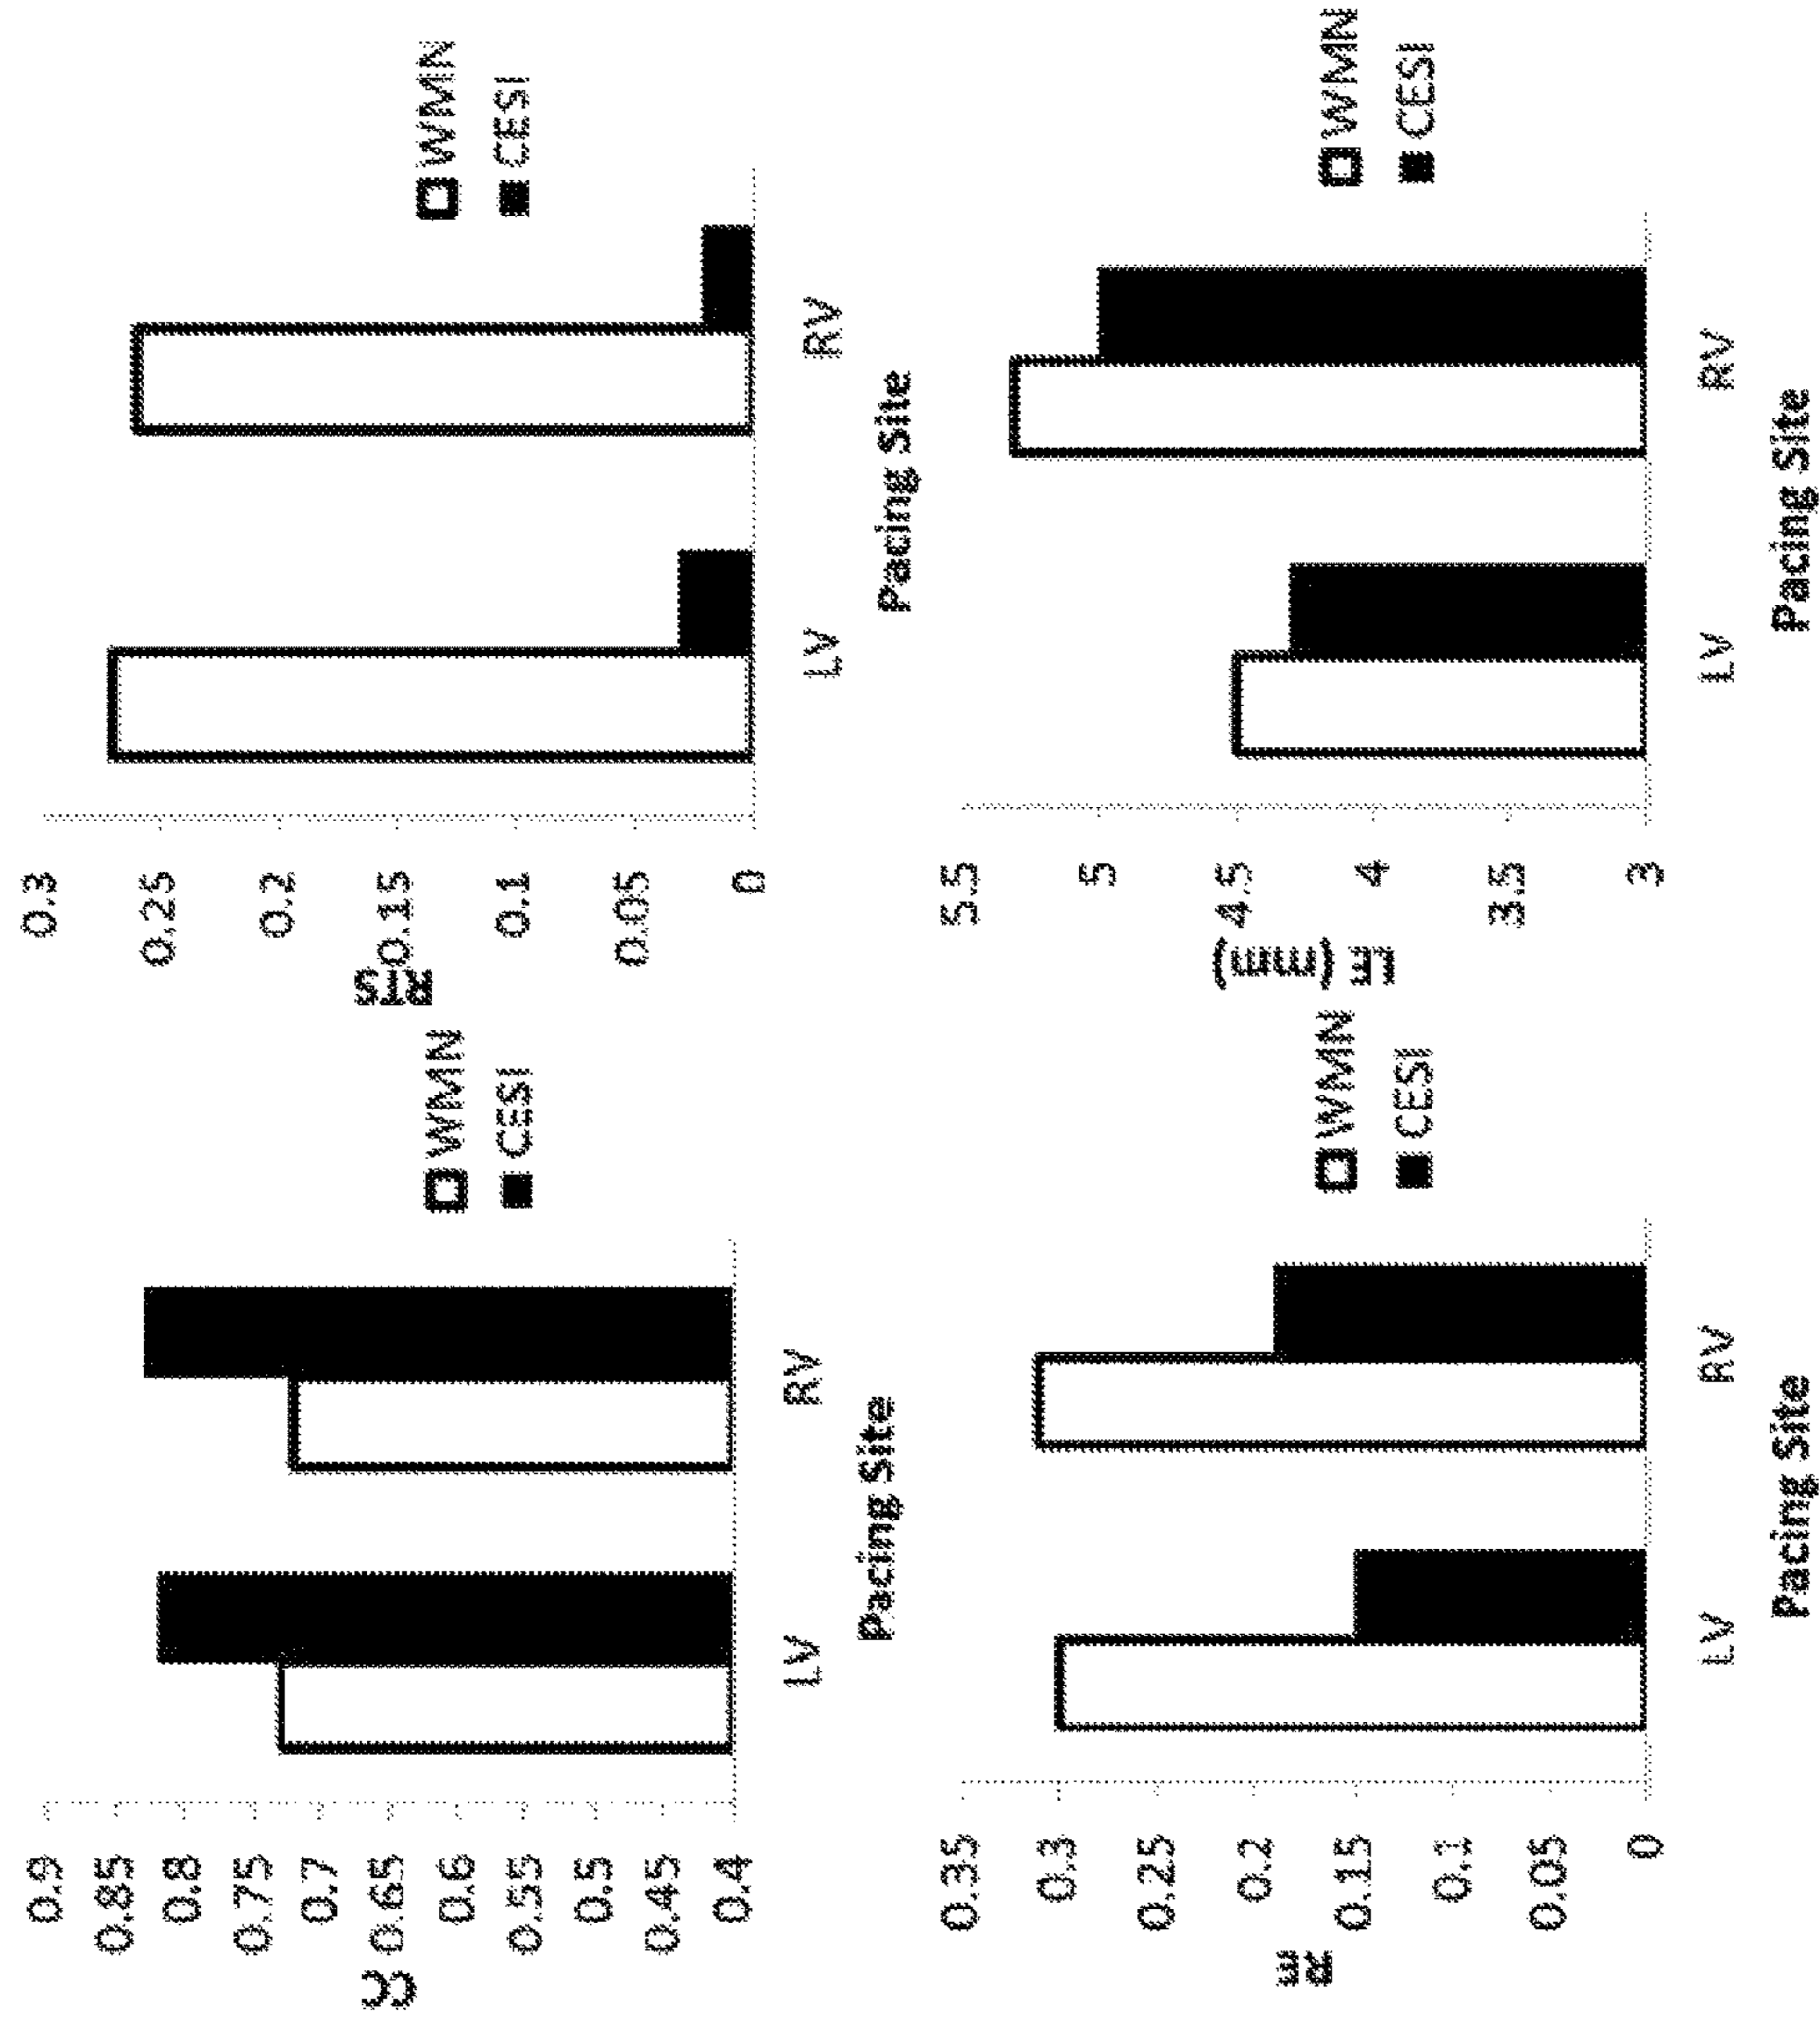 0.9
0.85
0.8
0.75
0.7
0.65
0.6
0.55
0.5
0.45
0.4
CC
LV
RV
Pacing Site
WMN
CESI
0.3
0.25
0.2
0.15
0.1
0.05
0
RTS
LV
RV
Pacing Site
WMN
CESI
0.35
0.3
0.25
0.2
0.15
0.1
0.05
0
RE
LV
RV
Pacing Site
WMN
CESI
5.5
5
4.5
4
3.5
3
LE (mm)
LV
RV
Pacing Site
WMN
CESI